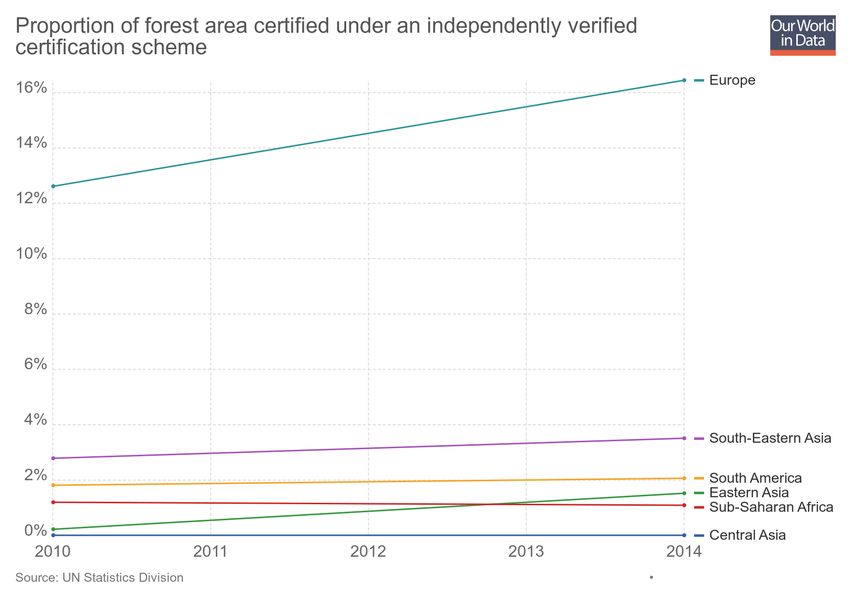 Proportion of forest area certified under an independently verified
certification scheme
Our World
in Data
16%
14%
12%
10%
8%
6%
4%
2%
0%
2010
2011
2012
2013
2014
Europe
South-Eastern Asia
South America
Eastern Asia
Sub-Saharan Africa
Central Asia
Source: UN Statistics Division